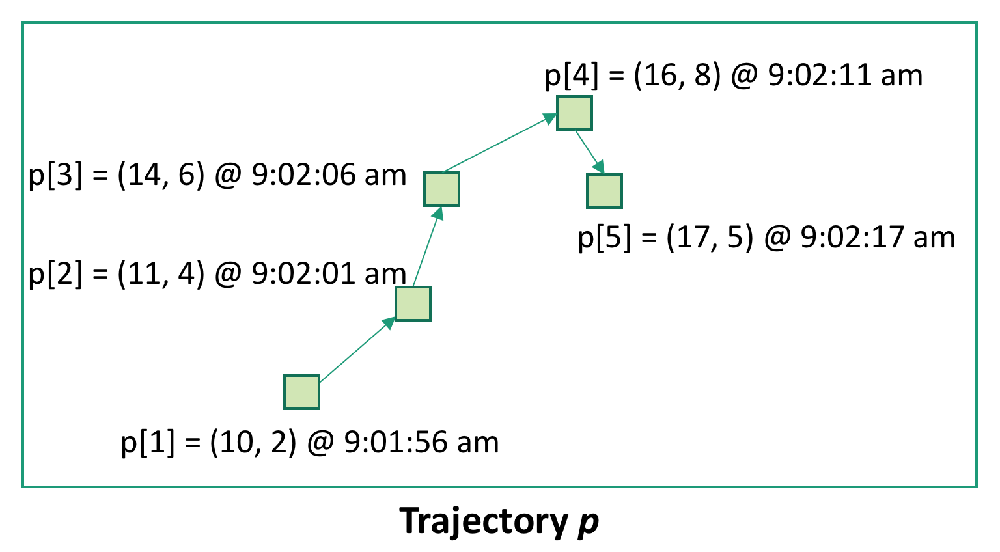 p[4] = (16, 8) @ 9:02:11 am
p[3] = (14, 6) @ 9:02:06 am
p[5] = (17, 5) @ 9:02:17 am
p[2] = (11, 4) @ 9:02:01 am
p[1] = (10, 2) @ 9:01:56 am
Trajectory p